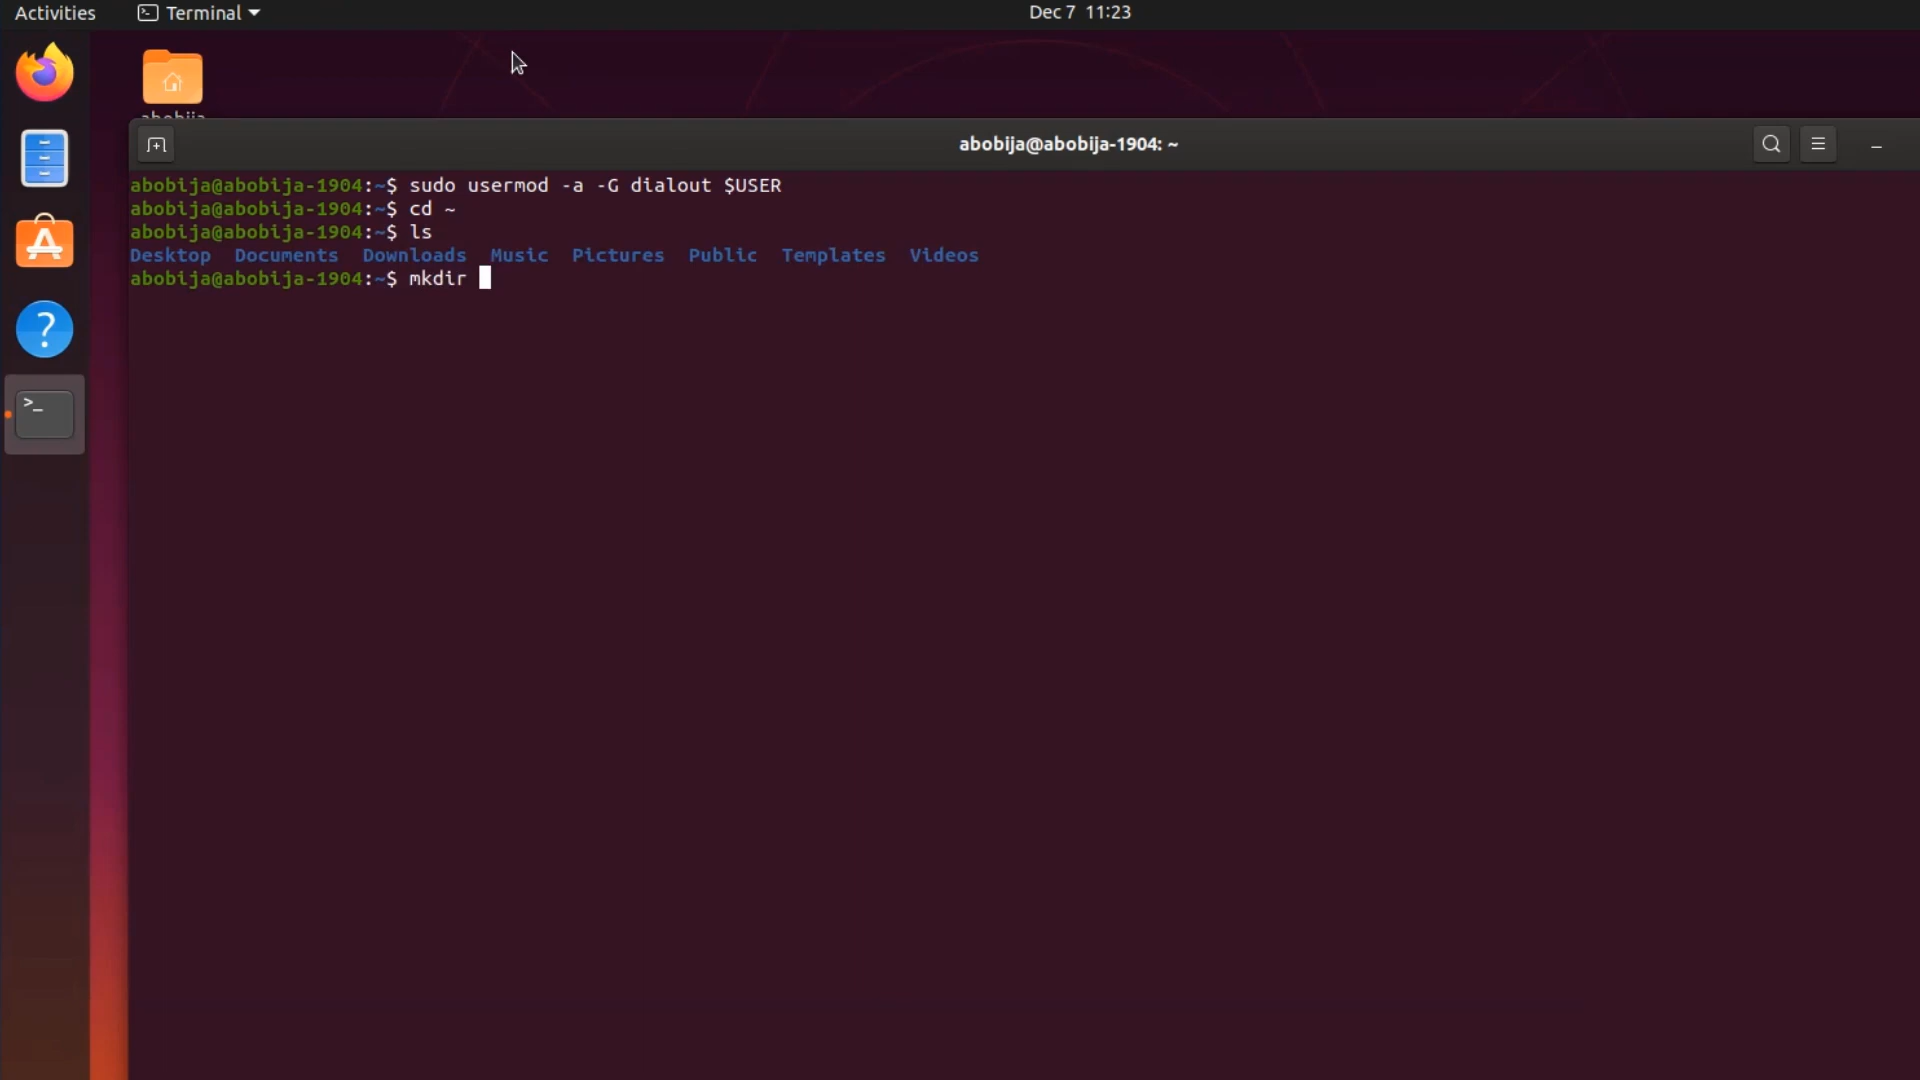 Activities Terminal Dec 7 11:23
abobija
abobija@abobija-1904: ~
abobija@abobija-1904:~$ sudo usermod -a -G dialout $USER
abobija@abobija-1904:~$ cd ~
abobija@abobija-1904:~$ ls
Desktop Documents Downloads Music Pictures Public Templates Videos
abobija@abobija-1904:~$ mkdir